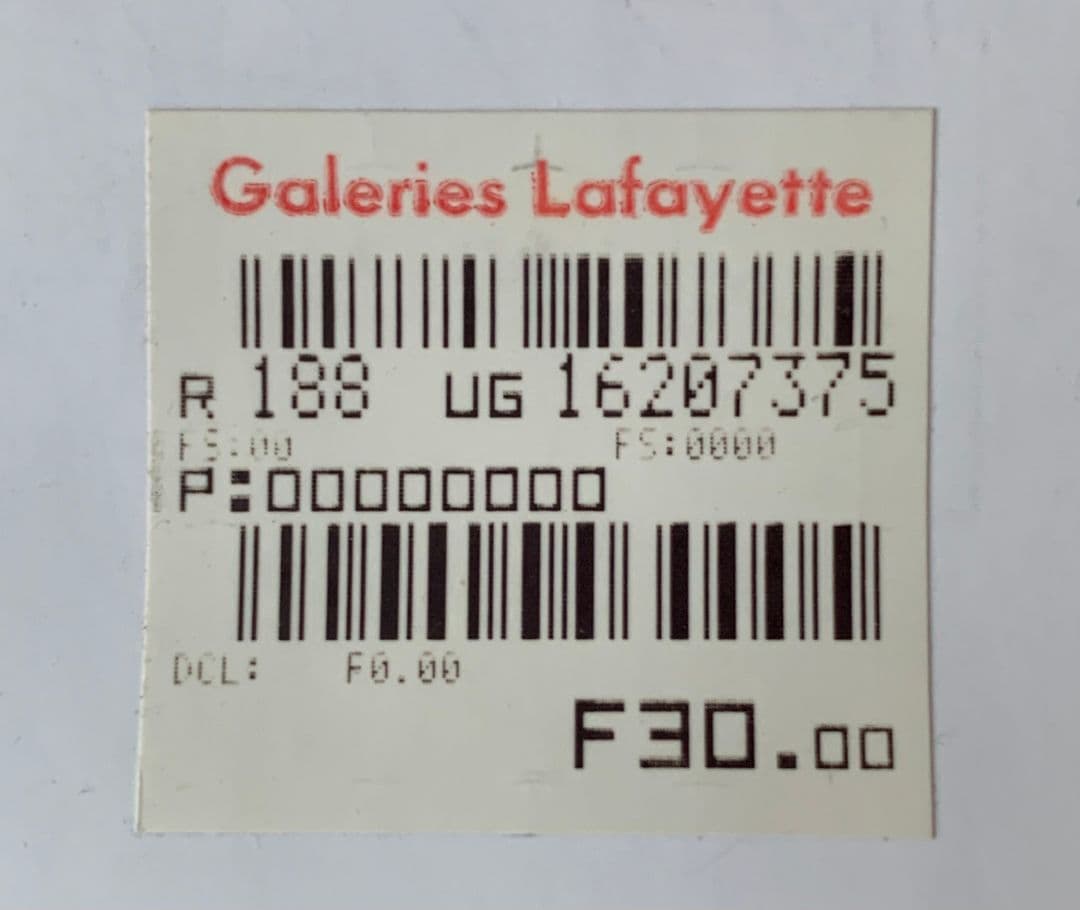 Galeries Lafayette
R 188 UG 16207375
FS:00 FS:0000
P:00000000
DCL: F0.00
F30.00